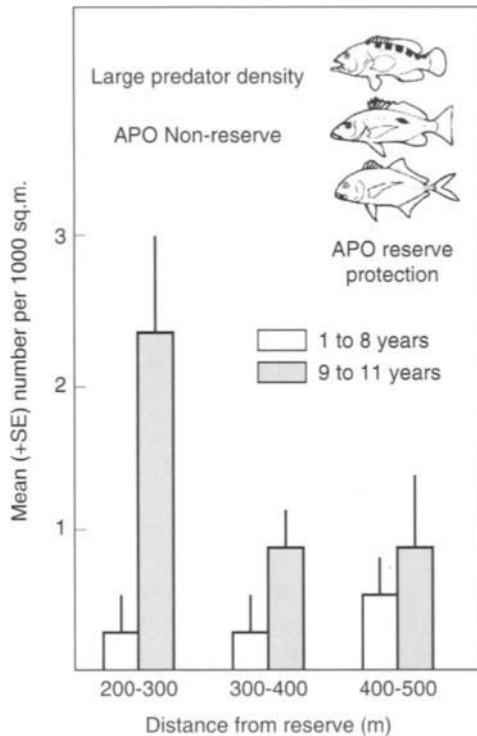 Large predator density
APO Non-reserve
APO reserve
protection
1 to 8 years
9 to 11 years
Mean (+SE) number per 1000 sq.m.
3
2
1
200-300 300-400 400-500
Distance from reserve (m)